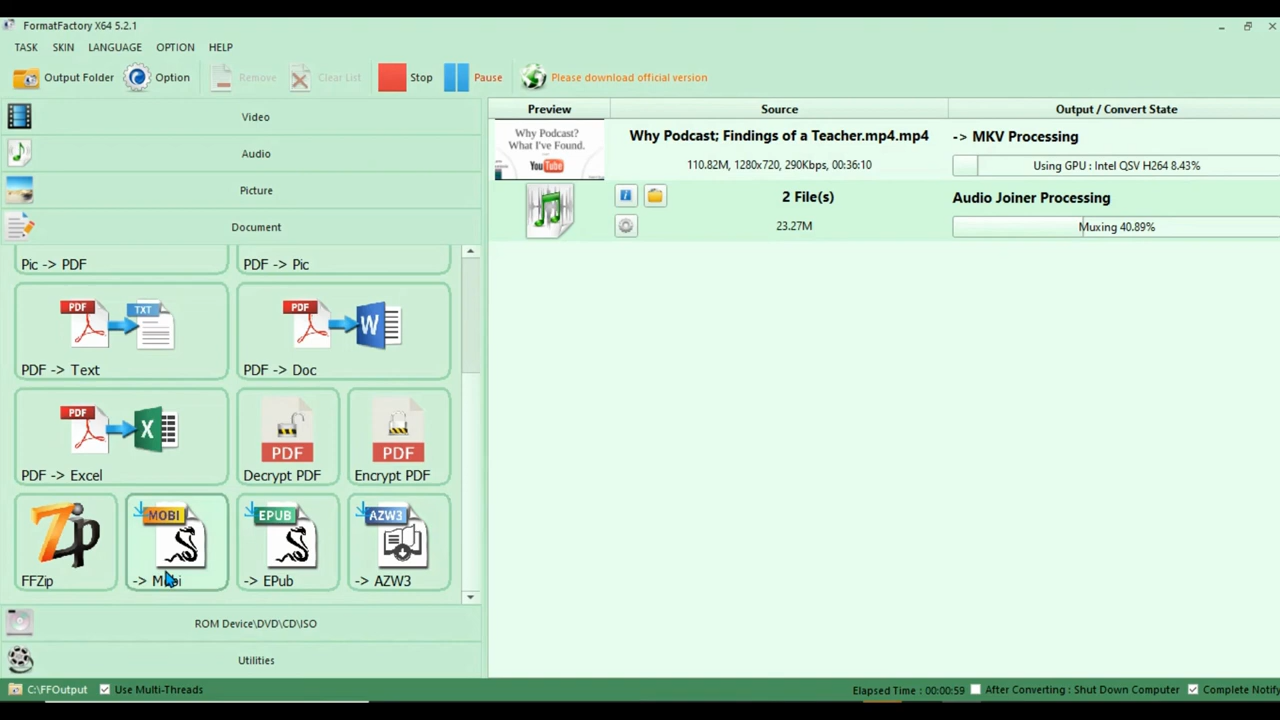 FormatFactory X64 5.2.1
TASK SKIN LANGUAGE OPTION HELP
Output Folder Option Remove Clear List Stop Pause Please download official version
Video
Audio
Picture
Document
Pic -> PDF PDF -> Pic
PDF TXT PDF W
PDF -> Text PDF -> Doc
PDF X
PDF PDF
PDF -> Excel Decrypt PDF Encrypt PDF
Zip MOBI EPUB AZW3
FFZip -> Mobi -> EPub -> AZW3
ROM Device\DVD\CD\ISO
Utilities
Preview Source Output / Convert State
Why Podcast?
What I've Found.
YouTube
Why Podcast; Findings of a Teacher.mp4.mp4 -> MKV Processing
110.82M, 1280x720, 290Kbps, 00:36:10 Using GPU : Intel QSV H264 8.43%
2 File(s) Audio Joiner Processing
23.27M Muxing 40.89%
C:\FFOutput Use Multi-Threads Elapsed Time : 00:00:59 After Converting : Shut Down Computer Complete Notify